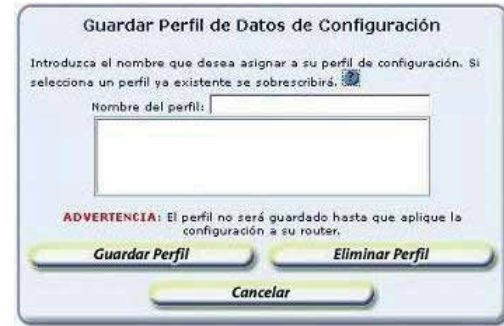 Guardar Perfil de Datos de Configuración
Introduzca el nombre que desea asignar a su perfil de configuración. Si
selecciona un perfil ya existente se sobrescribirá. ?
Nombre del perfil:
ADVERTENCIA: El perfil no será guardado hasta que aplique la
configuración a su router.
Guardar Perfil
Eliminar Perfil
Cancelar